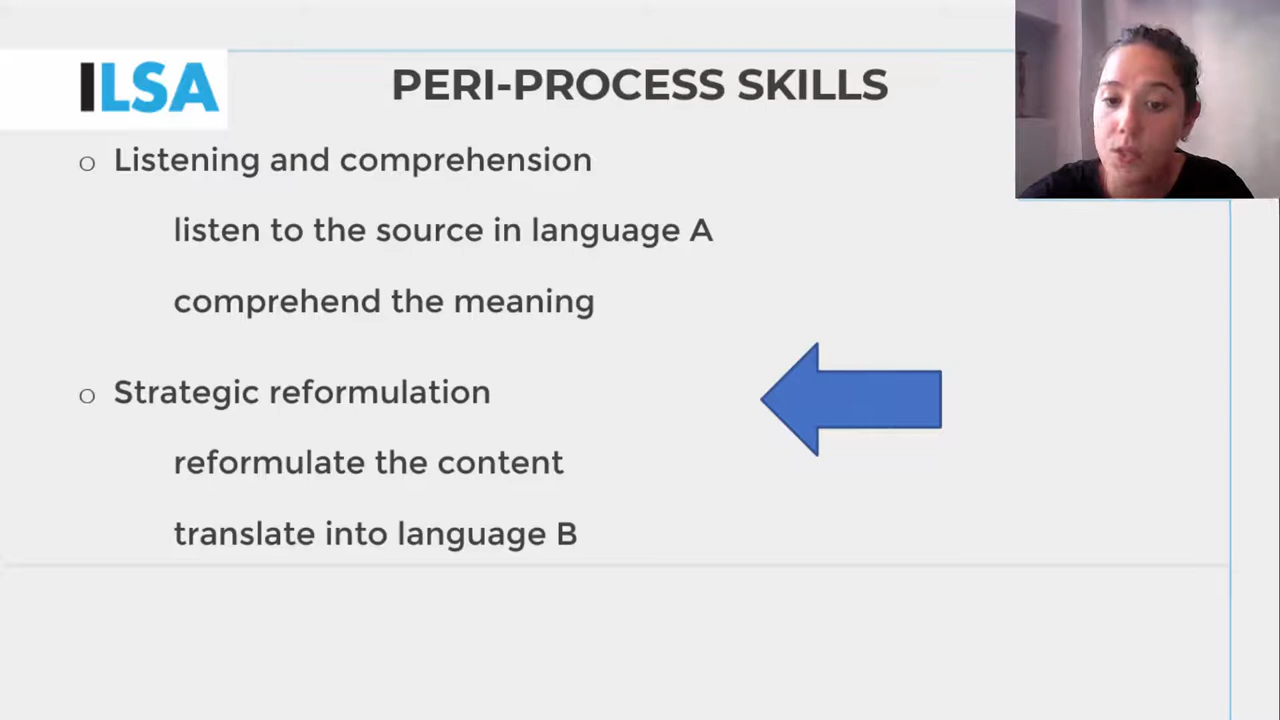 ILSA
PERI-PROCESS SKILLS
o Listening and comprehension
listen to the source in language A
comprehend the meaning
o Strategic reformulation
reformulate the content
translate into language B